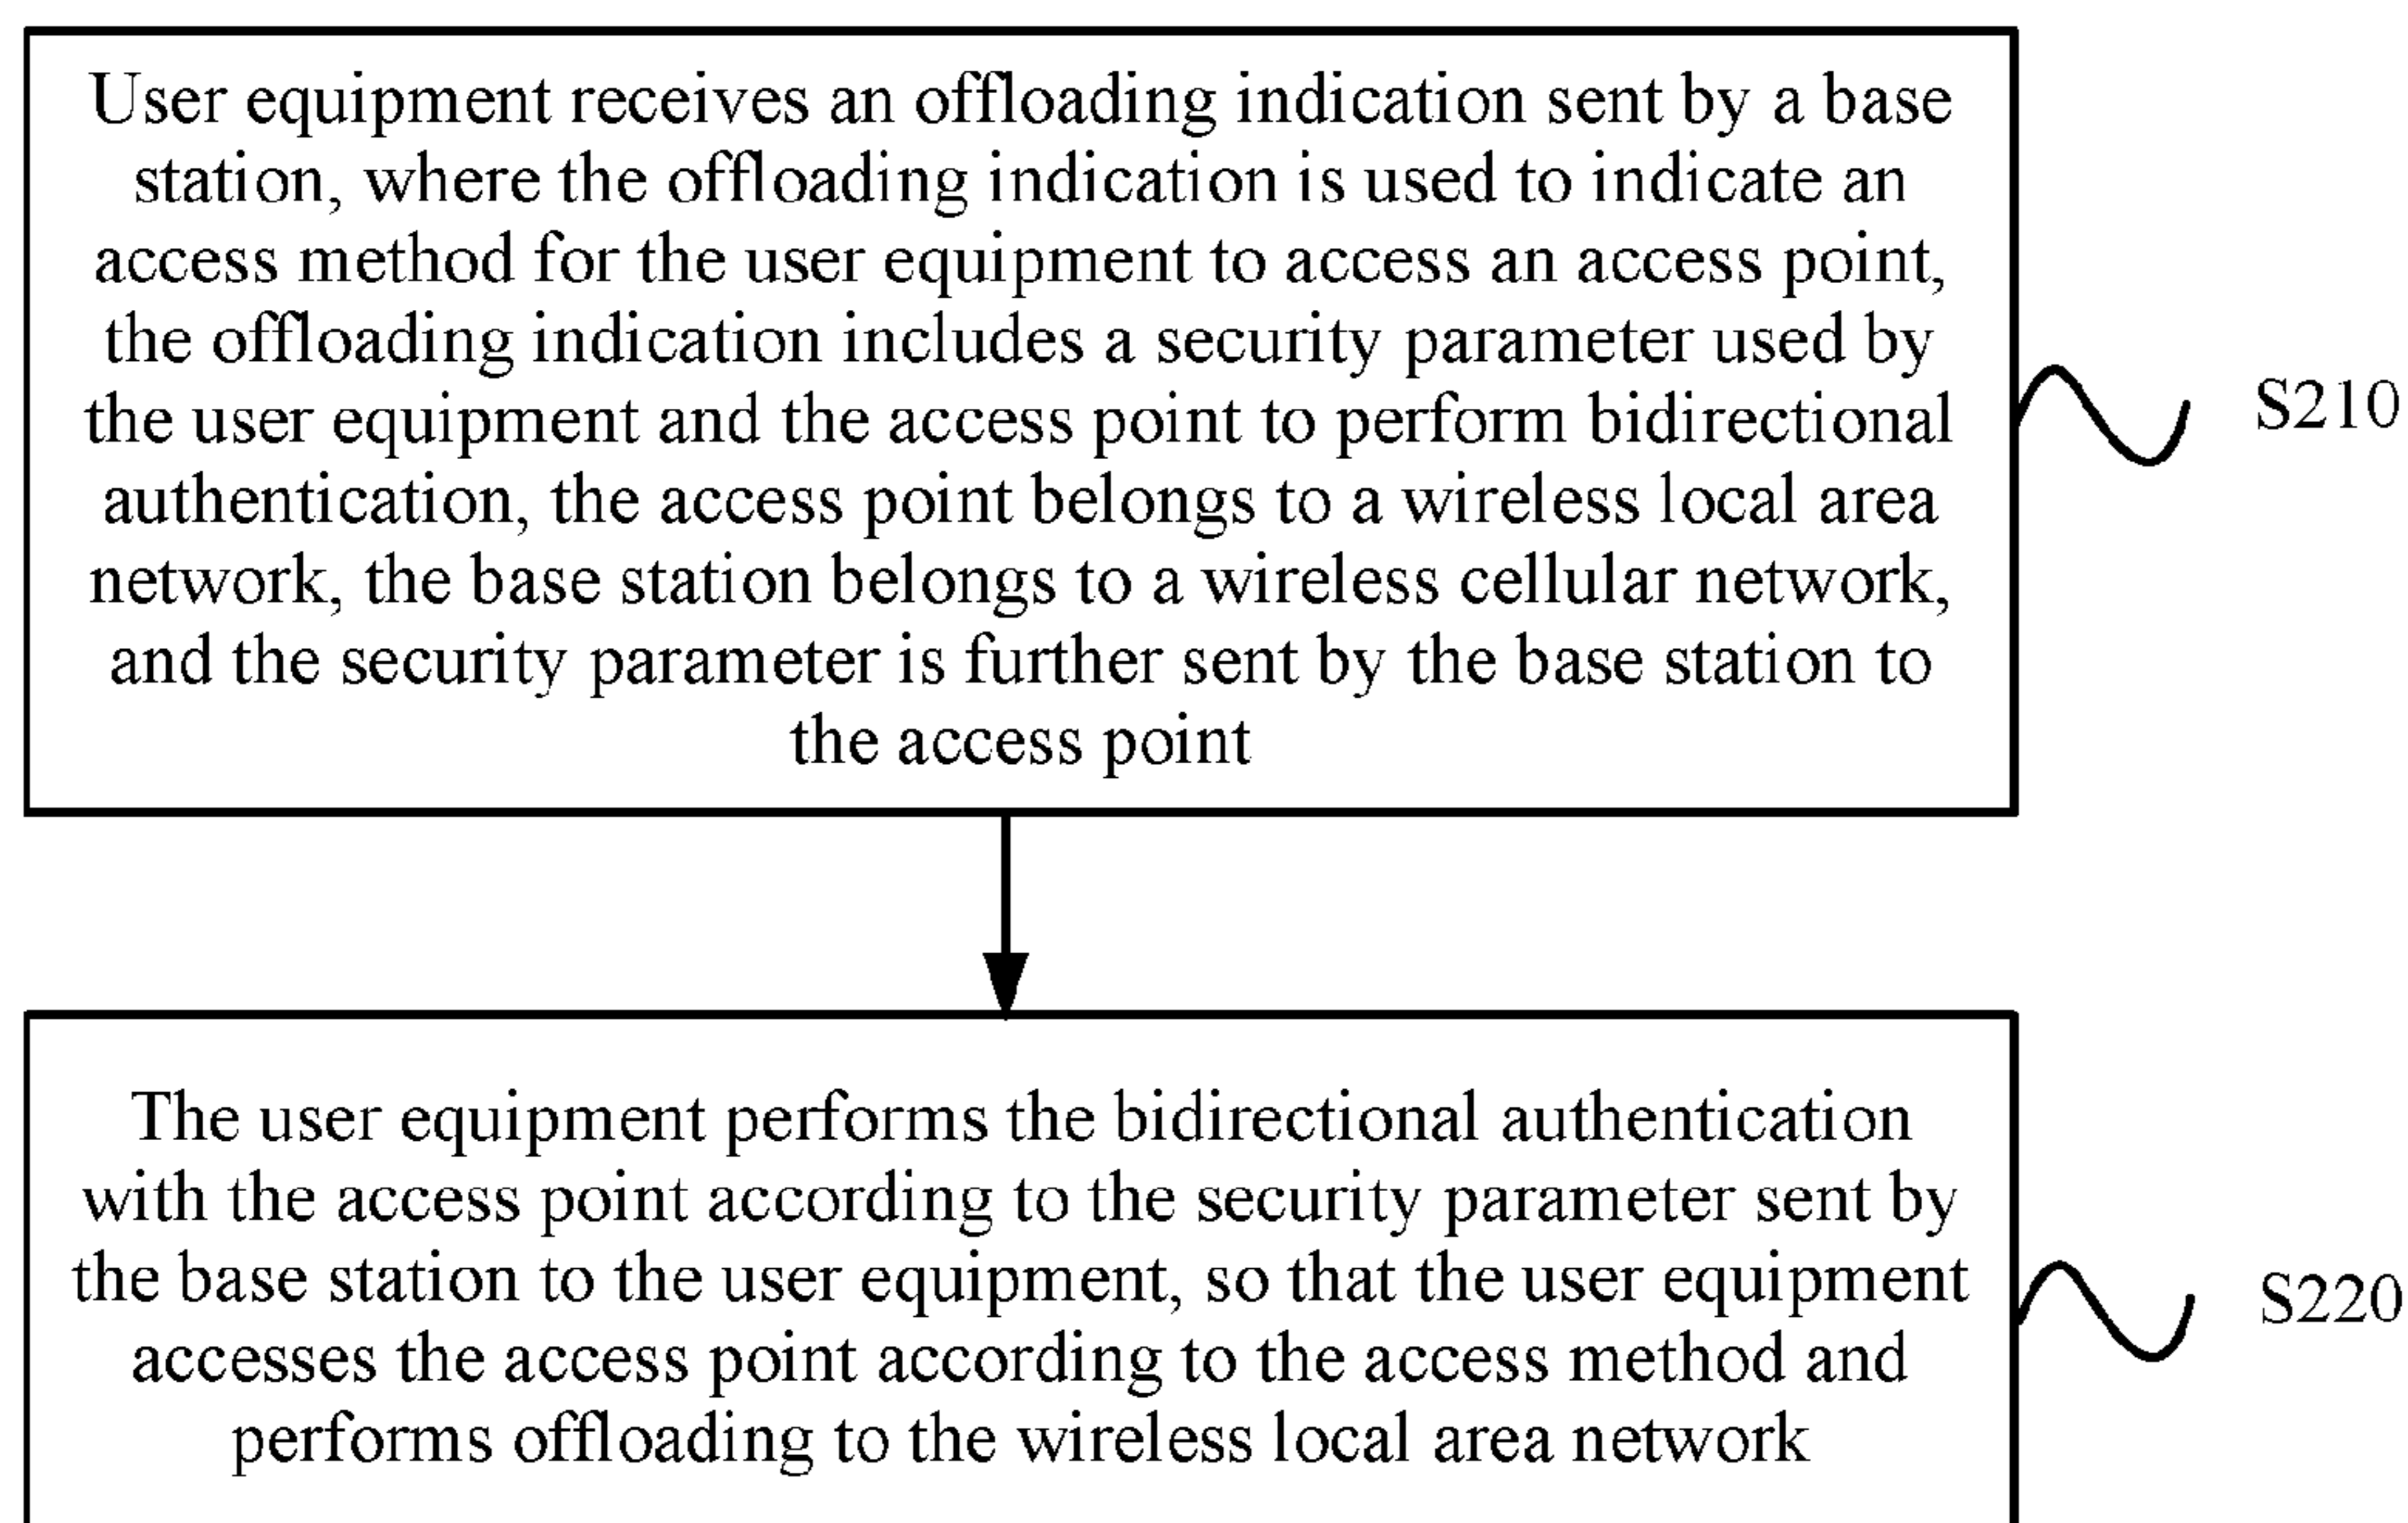 User equipment receives an offloading indication sent by a base
station, where the offloading indication is used to indicate an
access method for the user equipment to access an access point,
the offloading indication includes a security parameter used by
the user equipment and the access point to perform bidirectional
authentication, the access point belongs to a wireless local area
network, the base station belongs to a wireless cellular network,
and the security parameter is further sent by the base station to
the access point
S210
The user equipment performs the bidirectional authentication
with the access point according to the security parameter sent by
the base station to the user equipment, so that the user equipment
accesses the access point according to the access method and
performs offloading to the wireless local area network
S220